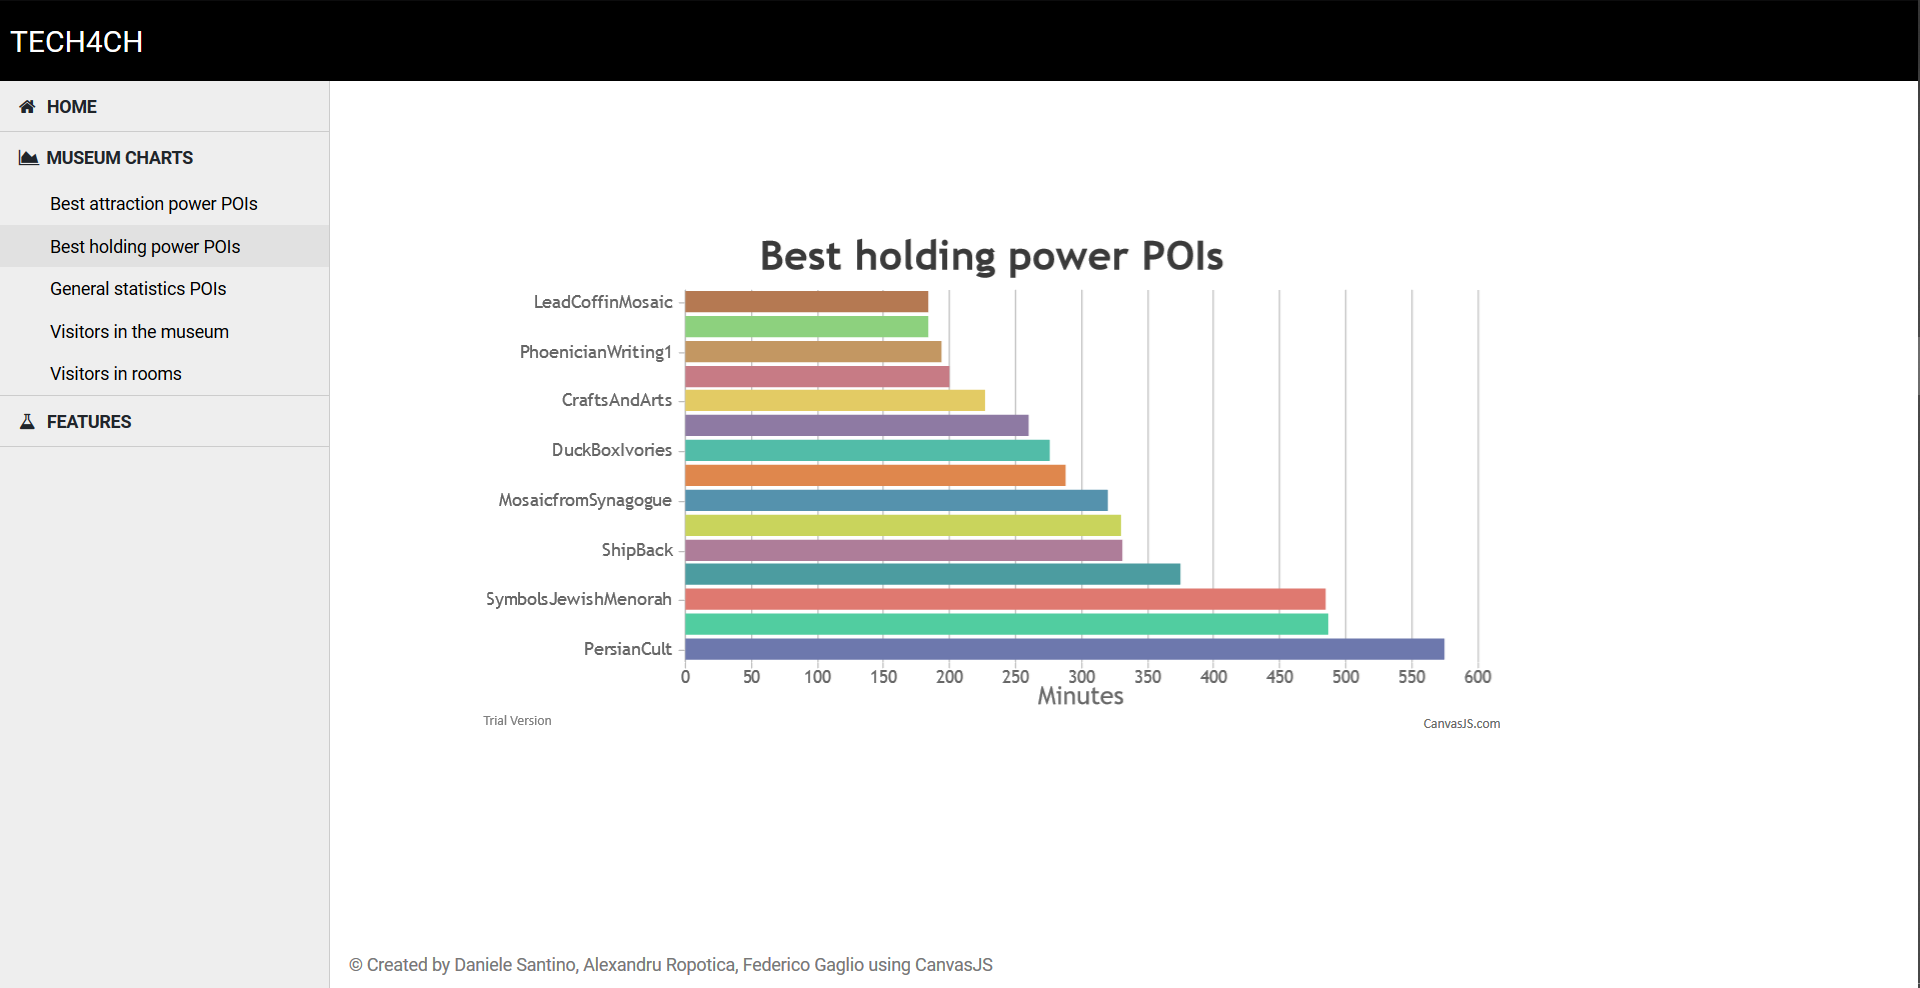 TECH4CH
HOME
MUSEUM CHARTS
Best attraction power POIs
Best holding power POIs
General statistics POIs
Visitors in the museum
Visitors in rooms
FEATURES
Best holding power POIs
LeadCoffinMosaic
PhoenicianWriting1
CraftsAndArts
DuckBoxIvories
MosaicfromSynagogue
ShipBack
SymbolsJewishMenorah
PersianCult
0 50 100 150 200 250 300 350 400 450 500 550 600
Minutes
Trial Version
CanvasJS.com
© Created by Daniele Santino, Alexandru Ropotica, Federico Gaglio using CanvasJS